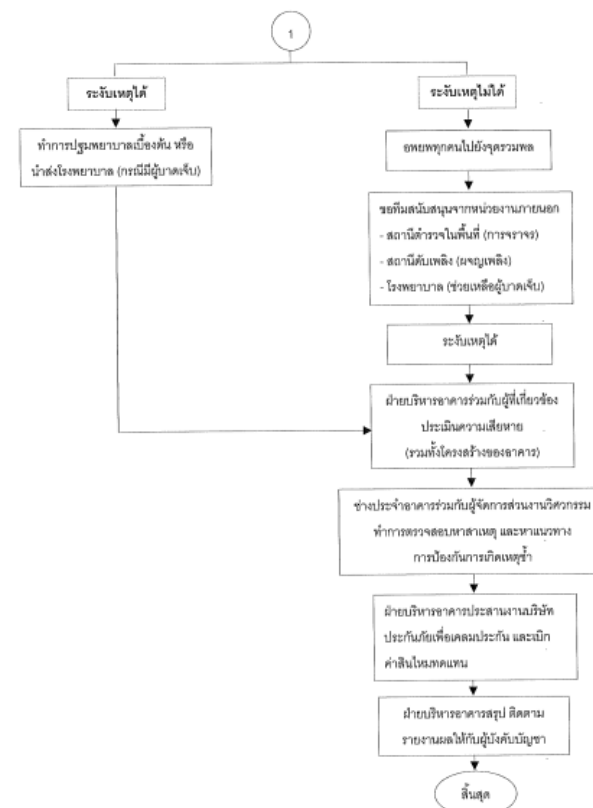 1
ระงับเหตุได้
ระงับเหตุไม่ได้
ทำการปฐมพยาบาลเบื้องต้น หรือ
นำส่งโรงพยาบาล (กรณีมีผู้บาดเจ็บ)
อพยพทุกคนไปยังจุดรวมพล
ขอทีมสนับสนุนจากหน่วยงานภายนอก
- สถานีตำรวจในพื้นที่ (การจราจร)
- สถานีดับเพลิง (ผจญเพลิง)
- โรงพยาบาล (ช่วยเหลือผู้บาดเจ็บ)
ระงับเหตุได้
ฝ่ายบริหารอาคารร่วมกับผู้ที่เกี่ยวข้อง
ประเมินความเสียหาย
(รวมทั้งโครงสร้างของอาคาร)
ช่างประจำอาคารร่วมกับผู้จัดการส่วนงานวิศวกรรม
ทำการตรวจสอบหาสาเหตุ และหาแนวทาง
การป้องกันการเกิดเหตุซ้ำ
ฝ่ายบริหารอาคารประสานงานบริษัท
ประกันภัยเพื่อเคลมประกัน และเบิก
ค่าสินไหมทดแทน
ฝ่ายบริหารอาคารสรุป ติดตาม
รายงานผลให้กับผู้บังคับบัญชา
สิ้นสุด